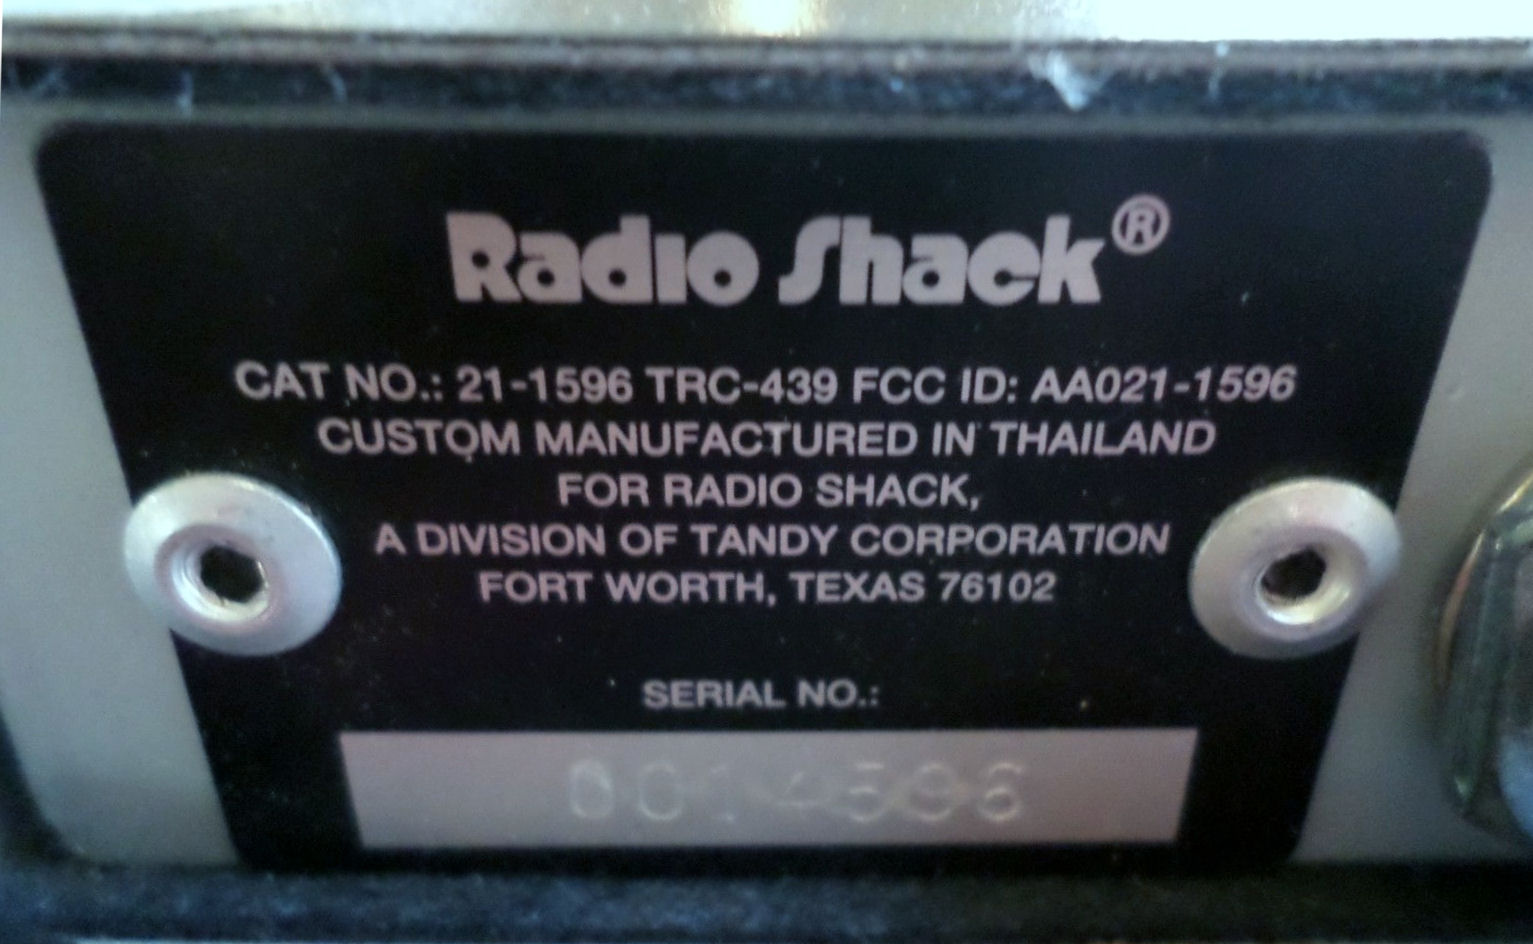 Radio Shack®
CAT NO.: 21-1596 TRC-439 FCC ID: AA021-1596
CUSTOM MANUFACTURED IN THAILAND
FOR RADIO SHACK,
A DIVISION OF TANDY CORPORATION
FORT WORTH, TEXAS 76102
SERIAL NO.: